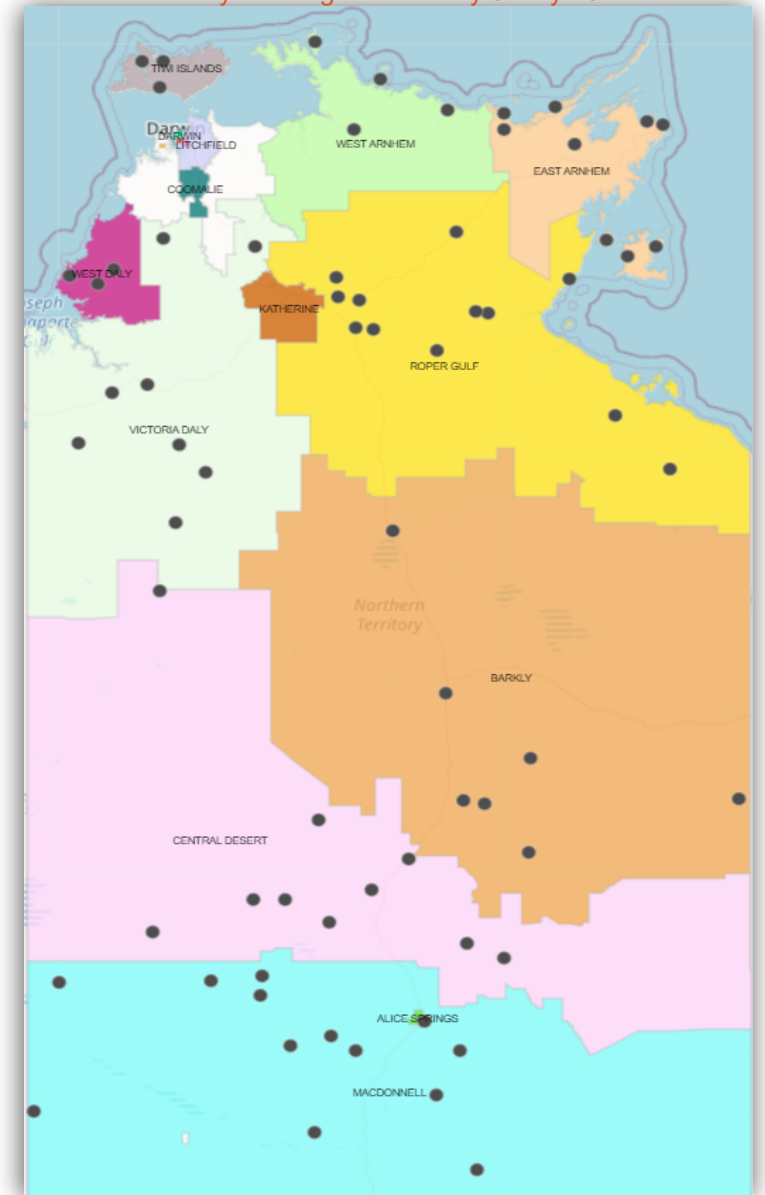 TIWI ISLANDS
Darwin
DARWIN
LITCHFIELD
WEST ARNHEM
EAST ARNHEM
COOMALIE
WEST DALY
KATHERINE
ROPER GULF
VICTORIA DALY
Northern
Territory
BARKLY
CENTRAL DESERT
ALICE SPRINGS
MACDONNELL